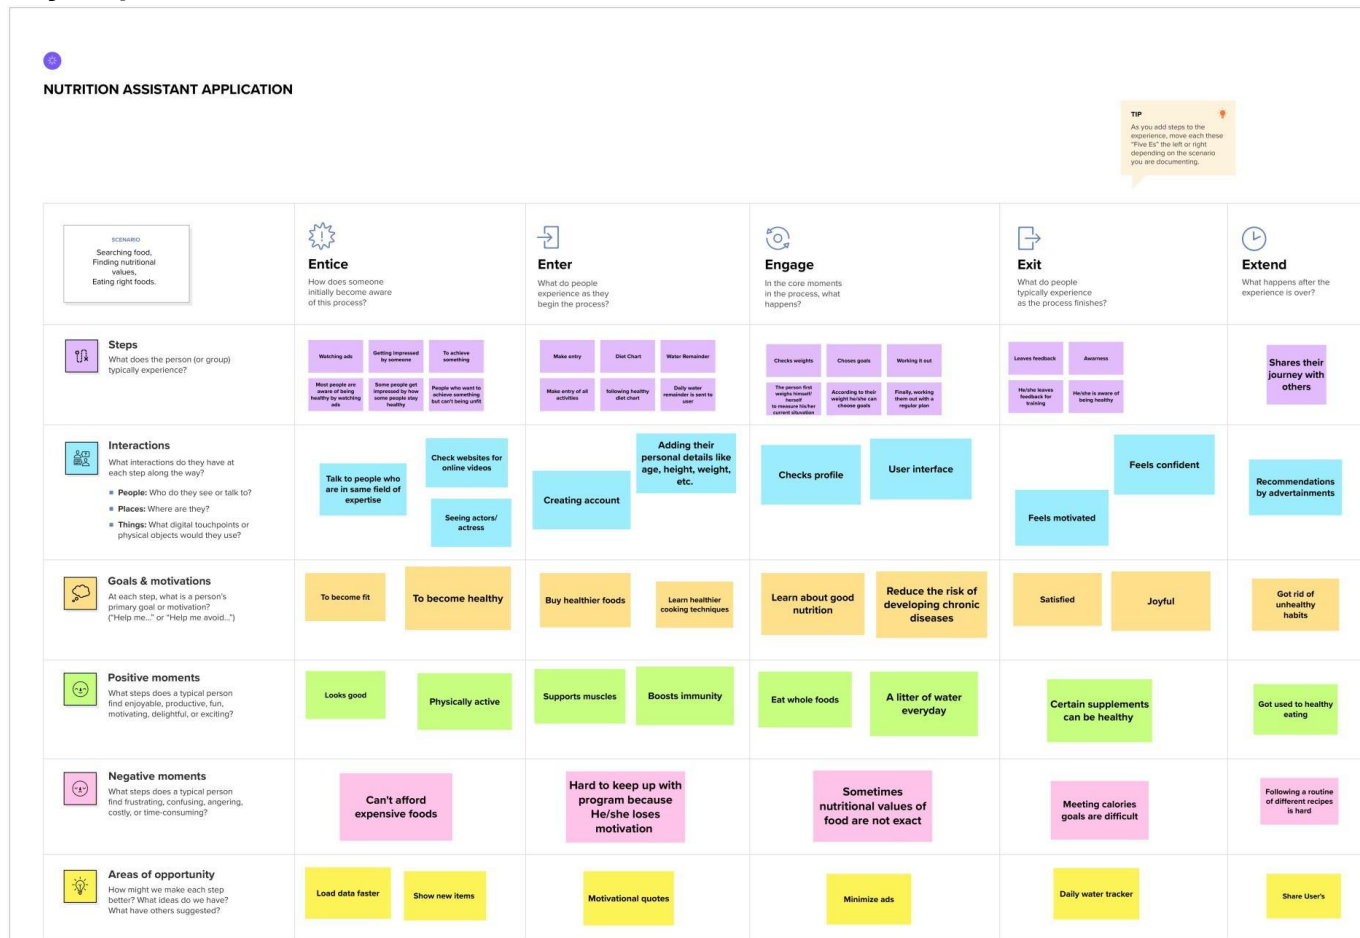 NUTRITION ASSISTANT APPLICATION
TIP
As you add steps to the
experience, move each these
"Five Es" the left or right
depending on the scenario
you are documenting.
SCENARIO
Searching food,
Finding nutritional
values,
Eating right foods.
Entice
How does someone
initially become aware
of this process?
Enter
What do people
experience as they
begin the process?
Engage
In the core moments
in the process, what
happens?
Exit
What do people
typically experience
as the process finishes?
Extend
What happens after the
experience is over?
Steps
What does the person (or group)
typically experience?
Watching ads
Getting impressed
by someone
To achieve
something
Most people are
aware of being
healthy by watching
ads
Some people get
impressed by how
some people stay
healthy
People who want to
achieve something
but can't being unfit
Make entry
Diet Chart
Water Remainder
Make entry of all
activities
following healthy
diet chart
Daily water
remainder is sent to
user
Checks weights
Choses goals
Working it out
The person first
weighs himself/
herself
to measure his/her
current situvation
According to their
weight he/she can
choose goals
Finally, working
them out with a
regular plan
Leaves feedback
Awarness
He/she leaves
feedback for
training
He/she is aware of
being healthy
Shares their
journey with
others
Interactions
What interactions do they have at
each step along the way?
People: Who do they see or talk to?
Places: Where are they?
Things: What digital touchpoints or
physical objects would they use?
Talk to people who
are in same field of
expertise
Check websites for
online videos
Seeing actors/
actress
Creating account
Adding their
personal details like
age, height, weight,
etc.
Checks profile
User interface
Feels motivated
Feels confident
Recommendations
by advertainments
Goals & motivations
At each step, what is a person's
primary goal or motivation?
("Help me..." or "Help me avoid...")
To become fit
To become healthy
Buy healthier foods
Learn healthier
cooking techniques
Learn about good
nutrition
Reduce the risk of
developing chronic
diseases
Satisfied
Joyful
Got rid of
unhealthy
habits
Positive moments
What steps does a typical person
find enjoyable, productive, fun,
motivating, delightful, or exciting?
Looks good
Physically active
Supports muscles
Boosts immunity
Eat whole foods
A litter of water
everyday
Certain supplements
can be healthy
Got used to healthy
eating
Negative moments
What steps does a typical person
find frustrating, confusing, angering,
costly, or time-consuming?
Can't afford
expensive foods
Hard to keep up with
program because
He/she loses
motivation
Sometimes
nutritional values of
food are not exact
Meeting calories
goals are difficult
Following a routine
of different recipes
is hard
Areas of opportunity
How might we make each step
better? What ideas do we have?
What have others suggested?
Load data faster
Show new items
Motivational quotes
Minimize ads
Daily water tracker
Share User's